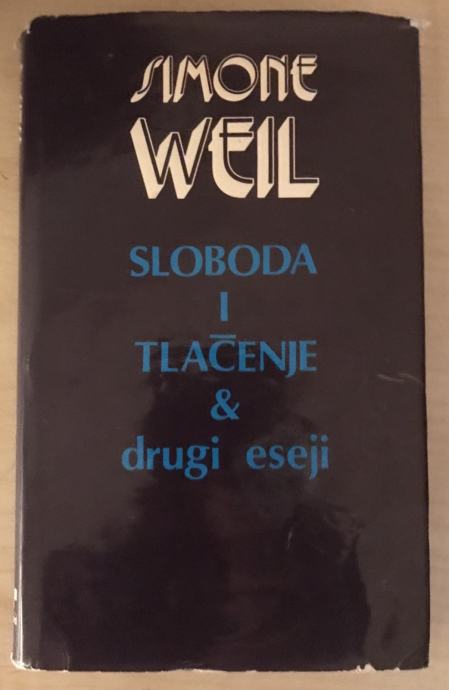 SIMONE
WEIL
SLOBODA
I
TLAČENJE
&
drugi eseji